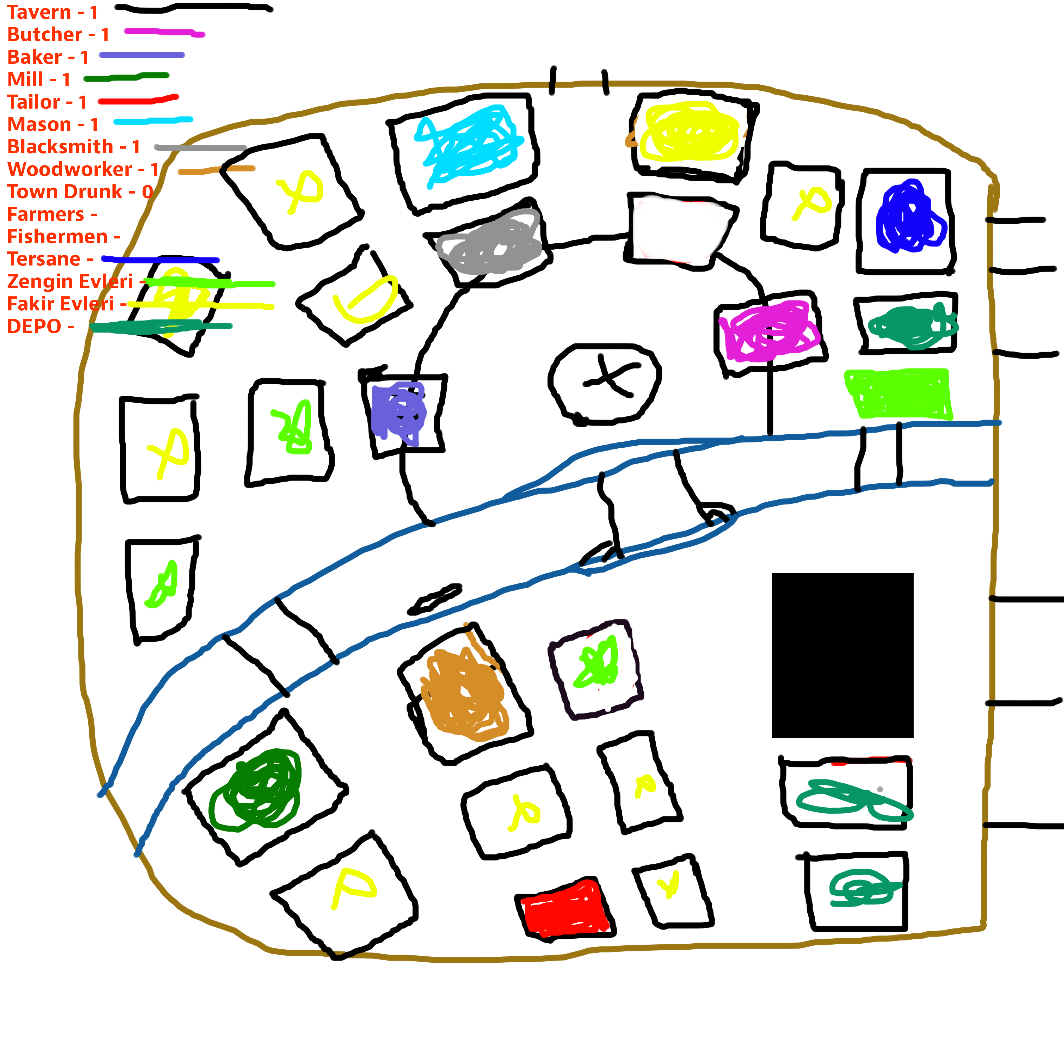 Tavern - 1
Butcher - 1
Baker - 1
Mill - 1
Tailor - 1
Mason - 1
Blacksmith - 1
Woodworker - 1
Town Drunk - 0
Farmers -
Fishermen -
Tersane -
Zengin Evleri -
Fakir Evleri -
DEPO -